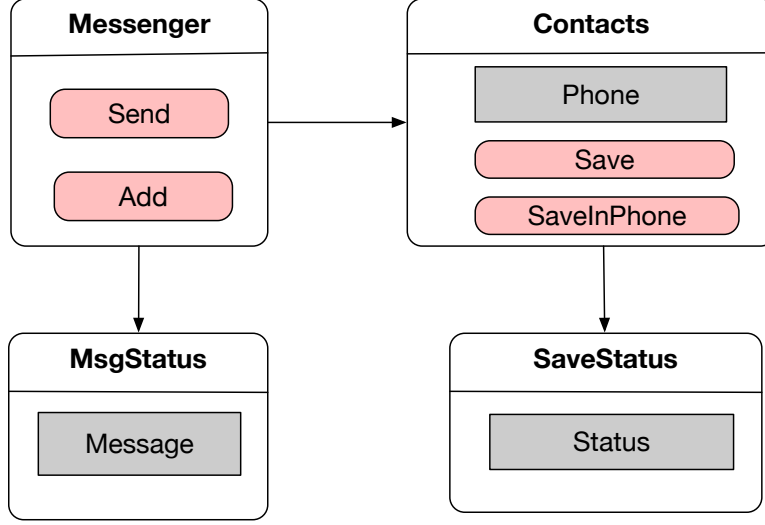 Messenger
Send
Add
Contacts
Phone
Save
SaveInPhone
MsgStatus
Message
SaveStatus
Status